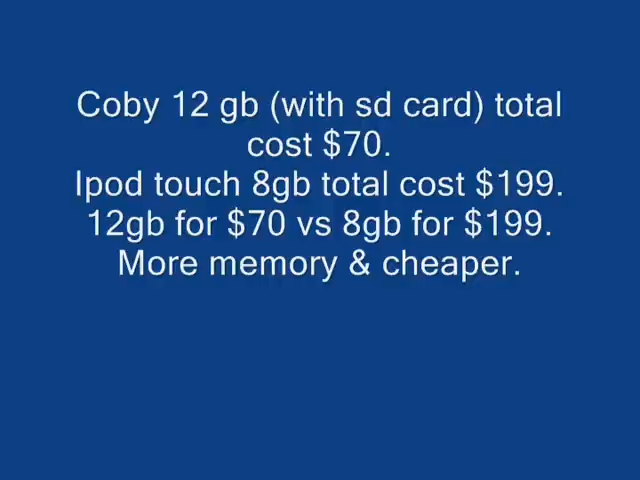 Coby 12 gb (with sd card) total
cost $70.
Ipod touch 8gb total cost $199.
12gb for $70 vs 8gb for $199.
More memory & cheaper.